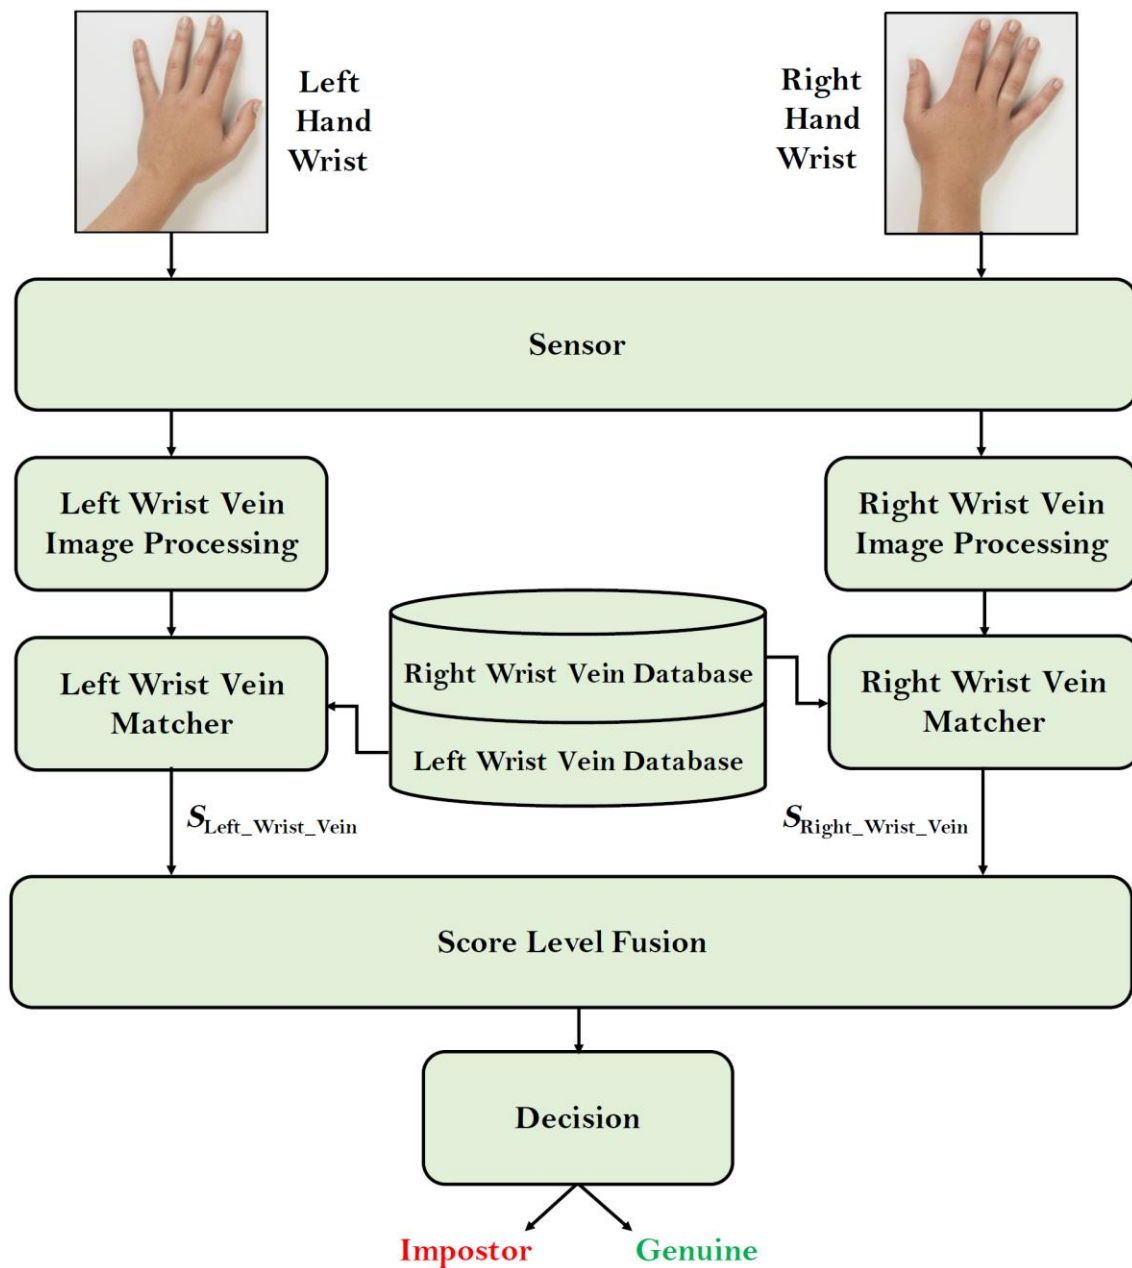 Left
Hand
Wrist
Right
Hand
Wrist
Sensor
Left Wrist Vein
Image Processing
Right Wrist Vein
Image Processing
Right Wrist Vein Database
Left Wrist Vein Database
Left Wrist Vein
Matcher
Right Wrist Vein
Matcher
S Left_Wrist_Vein
S Right_Wrist_Vein
Score Level Fusion
Decision
Impostor
Genuine